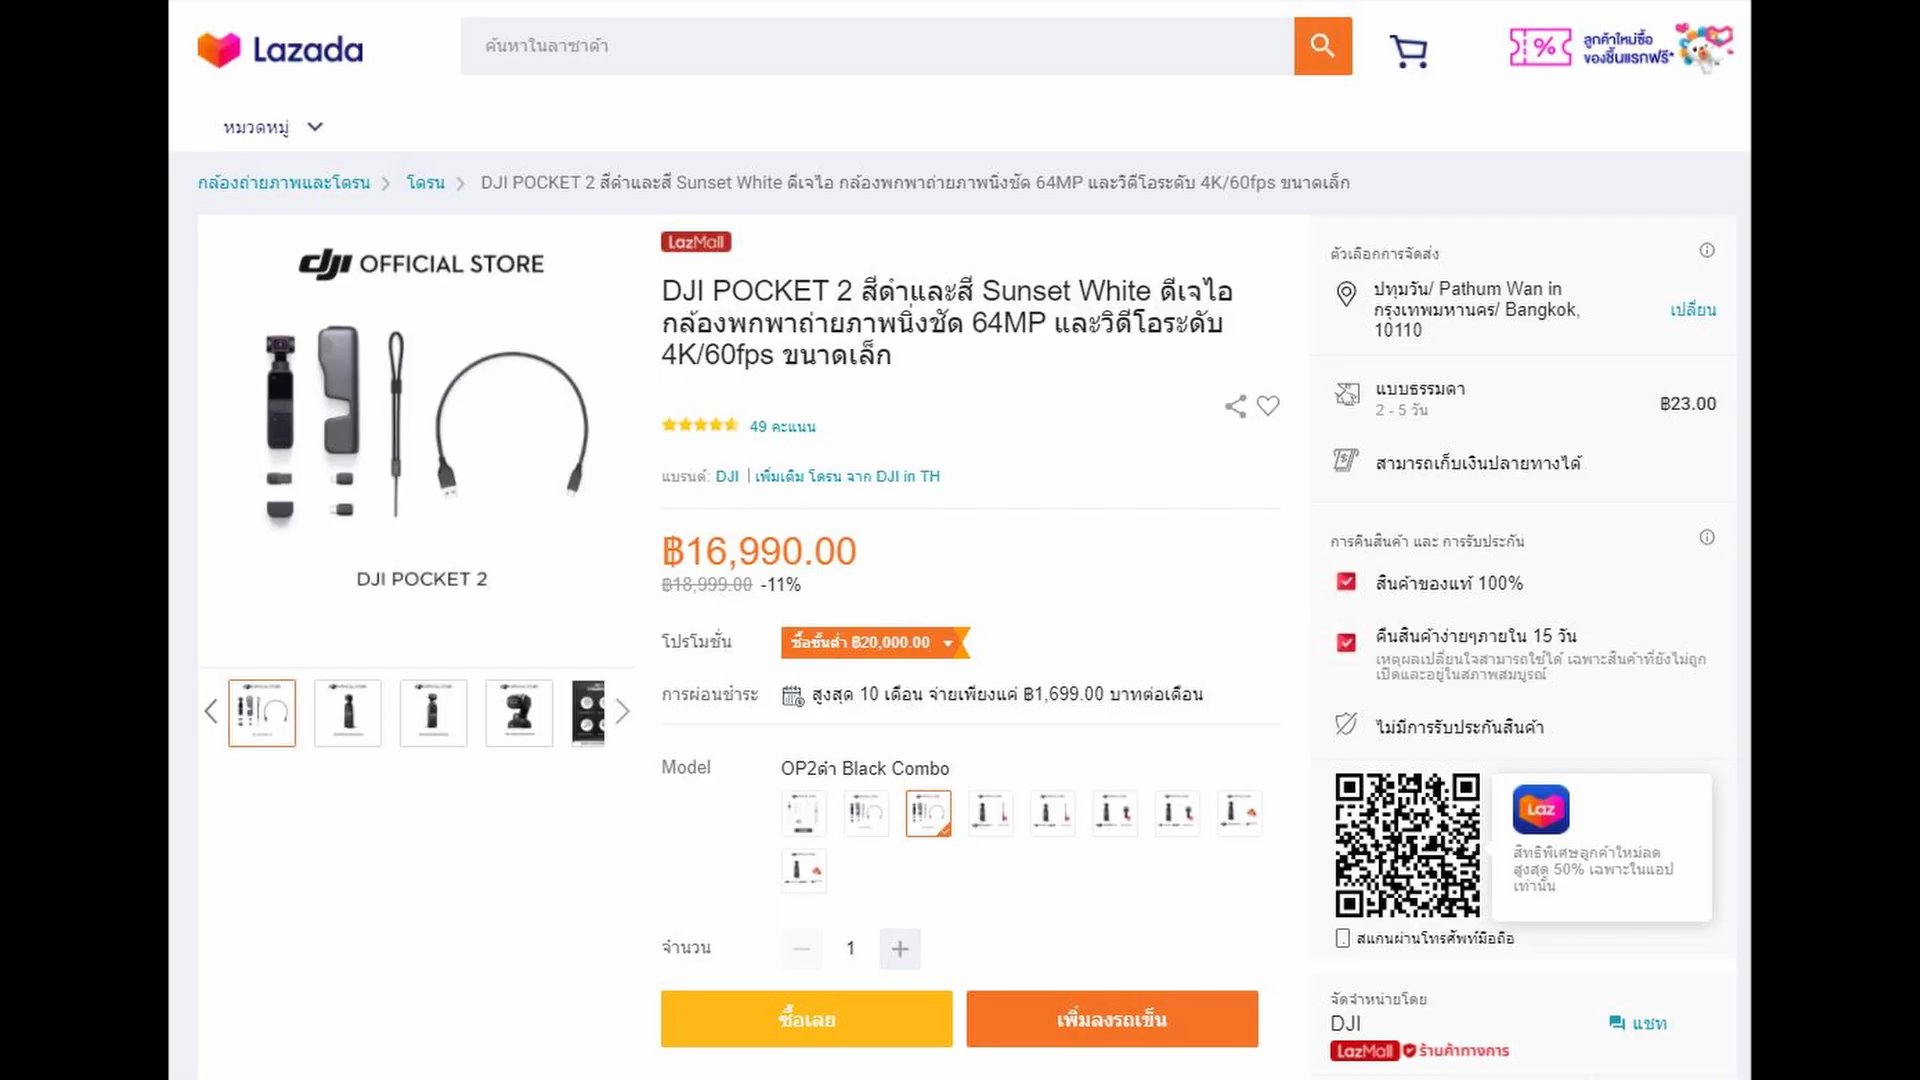 Lazada
ค้นหาในลาซาด้า
ลูกค้าใหม่ซื้อ
ของชิ้นแรกฟรี*
หมวดหมู่
กล้องถ่ายภาพและโดรน > โดรน > DJI POCKET 2 สีดำและสี Sunset White ดีเจไอ กล้องพกพาถ่ายภาพนิ่งชัด 64MP และวิดีโอระดับ 4K/60fps ขนาดเล็ก
dji OFFICIAL STORE
DJI POCKET 2
LazMall
DJI POCKET 2 สีดำและสี Sunset White ดีเจไอ
กล้องพกพาถ่ายภาพนิ่งชัด 64MP และวิดีโอระดับ
4K/60fps ขนาดเล็ก
49 คะแนน
แบรนด์: DJI | เพิ่มเติม โดรน จาก DJI in TH
฿16,990.00
฿18,999.00 -11%
โปรโมชั่น ซื้อขั้นต่ำ ฿20,000.00
การผ่อนชำระ สูงสุด 10 เดือน จ่ายเพียงแค่ ฿1,699.00 บาทต่อเดือน
Model OP2ดำ Black Combo
จำนวน 1
ซื้อเลย เพิ่มลงรถเข็น
ตัวเลือกการจัดส่ง
ปทุมวัน/ Pathum Wan in
กรุงเทพมหานคร/ Bangkok,
10110
เปลี่ยน
แบบธรรมดา
2 - 5 วัน
฿23.00
สามารถเก็บเงินปลายทางได้
การคืนสินค้า และ การรับประกัน
สินค้าของแท้ 100%
คืนสินค้าง่ายๆภายใน 15 วัน
เหตุผลเปลี่ยนใจสามารถใช้ได้ เฉพาะสินค้าที่ยังไม่ถูก
เปิดและอยู่ในสภาพสมบูรณ์
ไม่มีการรับประกันสินค้า
Laz
สิทธิพิเศษลูกค้าใหม่ลด
สูงสุด 50% เฉพาะในแอป
เท่านั้น
สแกนผ่านโทรศัพท์มือถือ
จัดจำหน่ายโดย
DJI
แชท
LazMall ร้านค้าทางการ